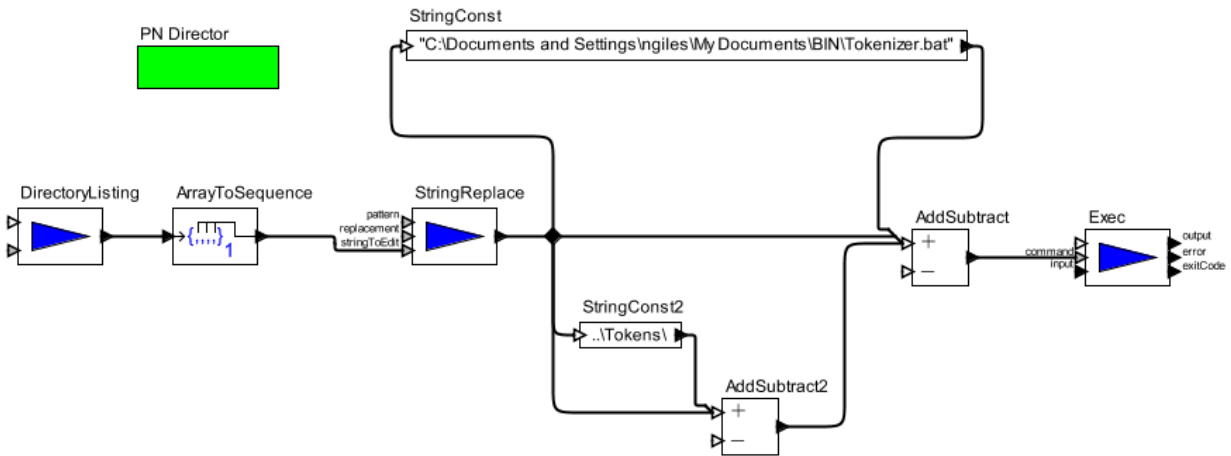 StringConst
"C:\Documents and Settings\ngiles\My Documents\BIN\Tokenizer.bat"
PN Director
DirectoryListing
ArrayToSequence
{,,,,}
1
StringReplace
pattern
replacement
stringToEdit
AddSubtract
+
−
Exec
command
input
output
error
exitCode
StringConst2
..\Tokens\
AddSubtract2
+
−